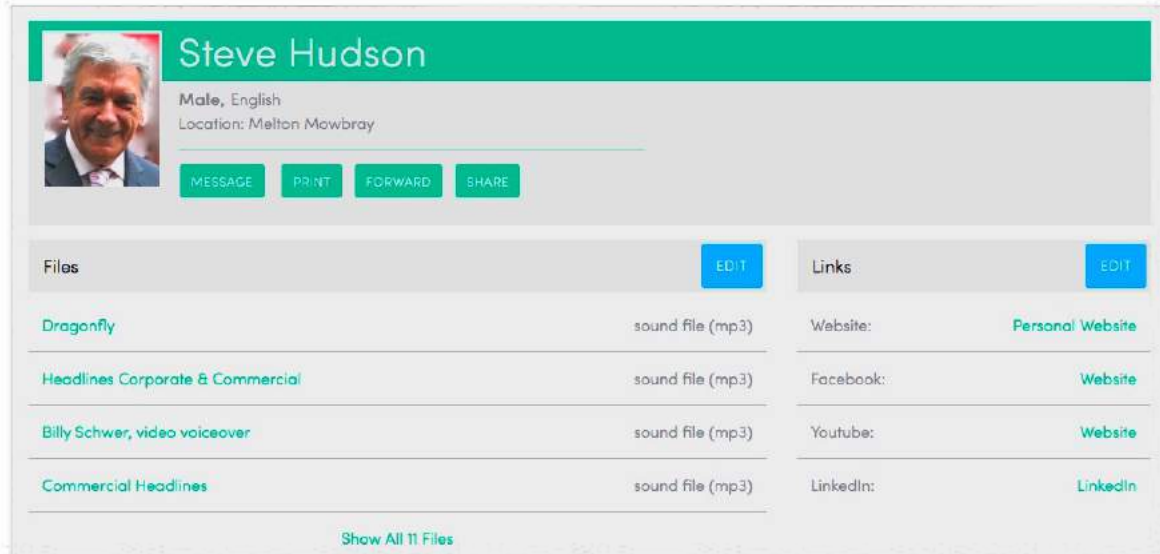 Steve Hudson
Male, English
Location: Melton Mowbray
MESSAGE PRINT FORWARD SHARE
Files EDIT
Dragonfly sound file (mp3)
Headlines Corporate & Commercial sound file (mp3)
Billy Schwer, video voiceover sound file (mp3)
Commercial Headlines sound file (mp3)
Show All 11 Files
Links EDIT
Website: Personal Website
Facebook: Website
Youtube: Website
LinkedIn: LinkedIn